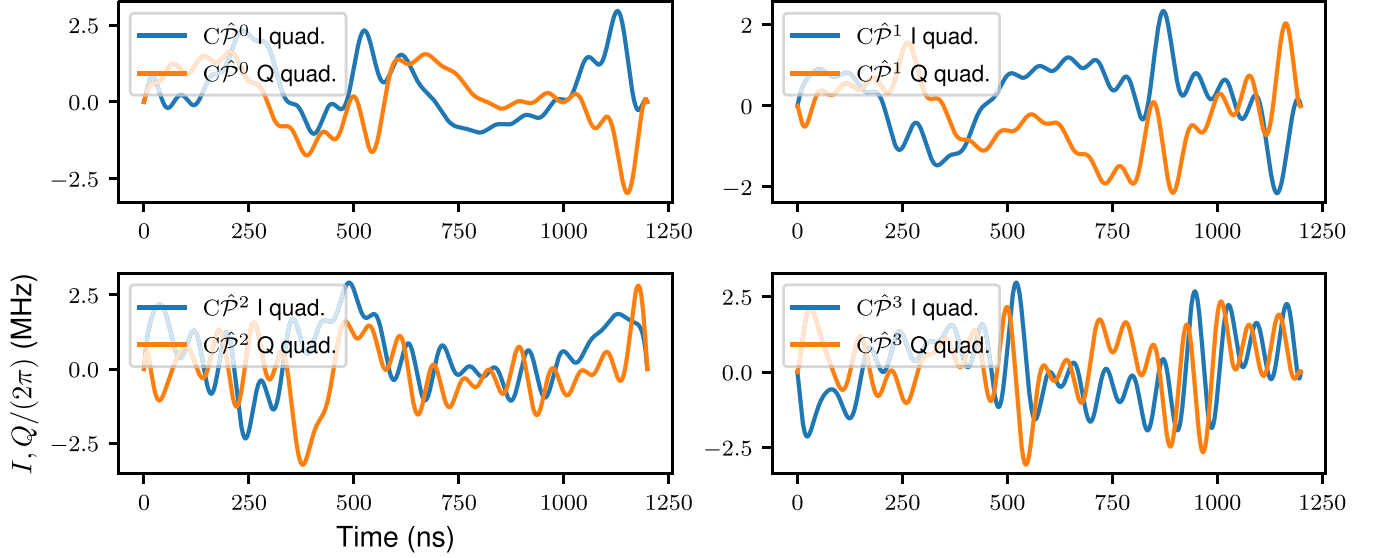 2.5
0.0
−2.5
C𝒫̂⁰ I quad.
C𝒫̂⁰ Q quad.
0 250 500 750 1000 1250
2
0
−2
C𝒫̂¹ I quad.
C𝒫̂¹ Q quad.
0 250 500 750 1000 1250
I, Q/(2π) (MHz)
2.5
0.0
−2.5
C𝒫̂² I quad.
C𝒫̂² Q quad.
0 250 500 750 1000 1250
Time (ns)
2.5
0.0
−2.5
C𝒫̂³ I quad.
C𝒫̂³ Q quad.
0 250 500 750 1000 1250